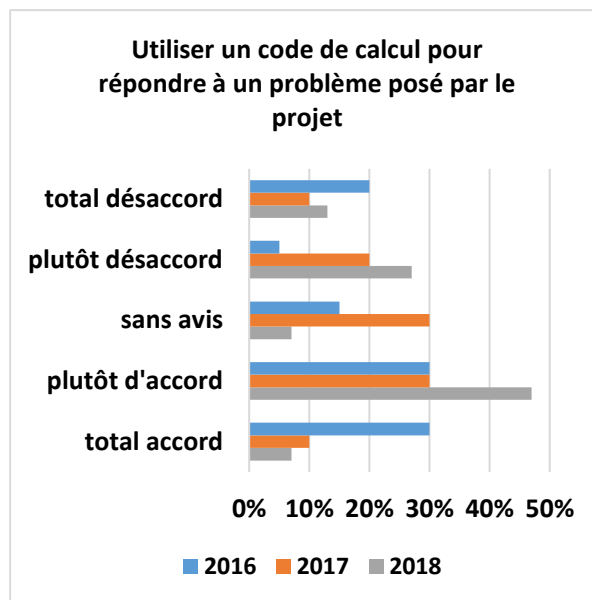 Utiliser un code de calcul pour
répondre à un problème posé par le
projet
total désaccord
plutôt désaccord
sans avis
plutôt d'accord
total accord
0% 10% 20% 30% 40% 50%
2016 2017 2018